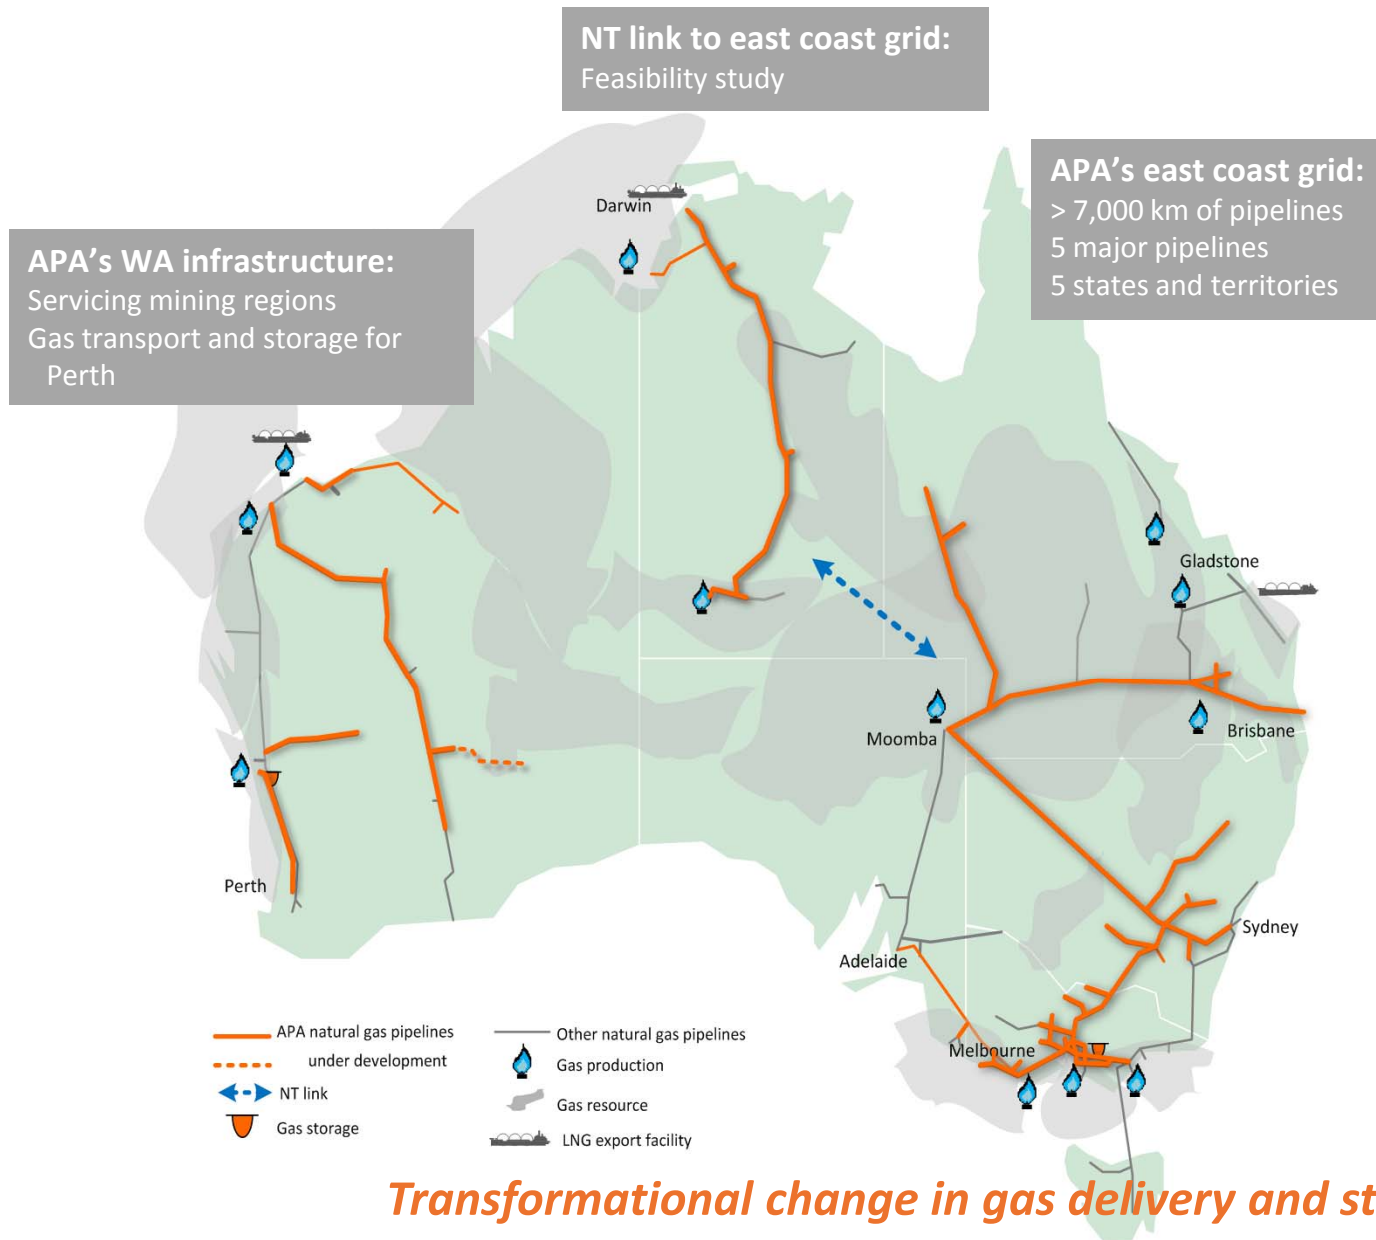 NT link to east coast grid:
Feasibility study
APA's east coast grid:
> 7,000 km of pipelines
5 major pipelines
5 states and territories
APA's WA infrastructure:
Servicing mining regions
Gas transport and storage for
Perth
Darwin
Gladstone
Moomba
Brisbane
Perth
Sydney
Adelaide
Melbourne
APA natural gas pipelines
under development
NT link
Gas storage
Other natural gas pipelines
Gas production
Gas resource
LNG export facility
Transformational change in gas delivery and st